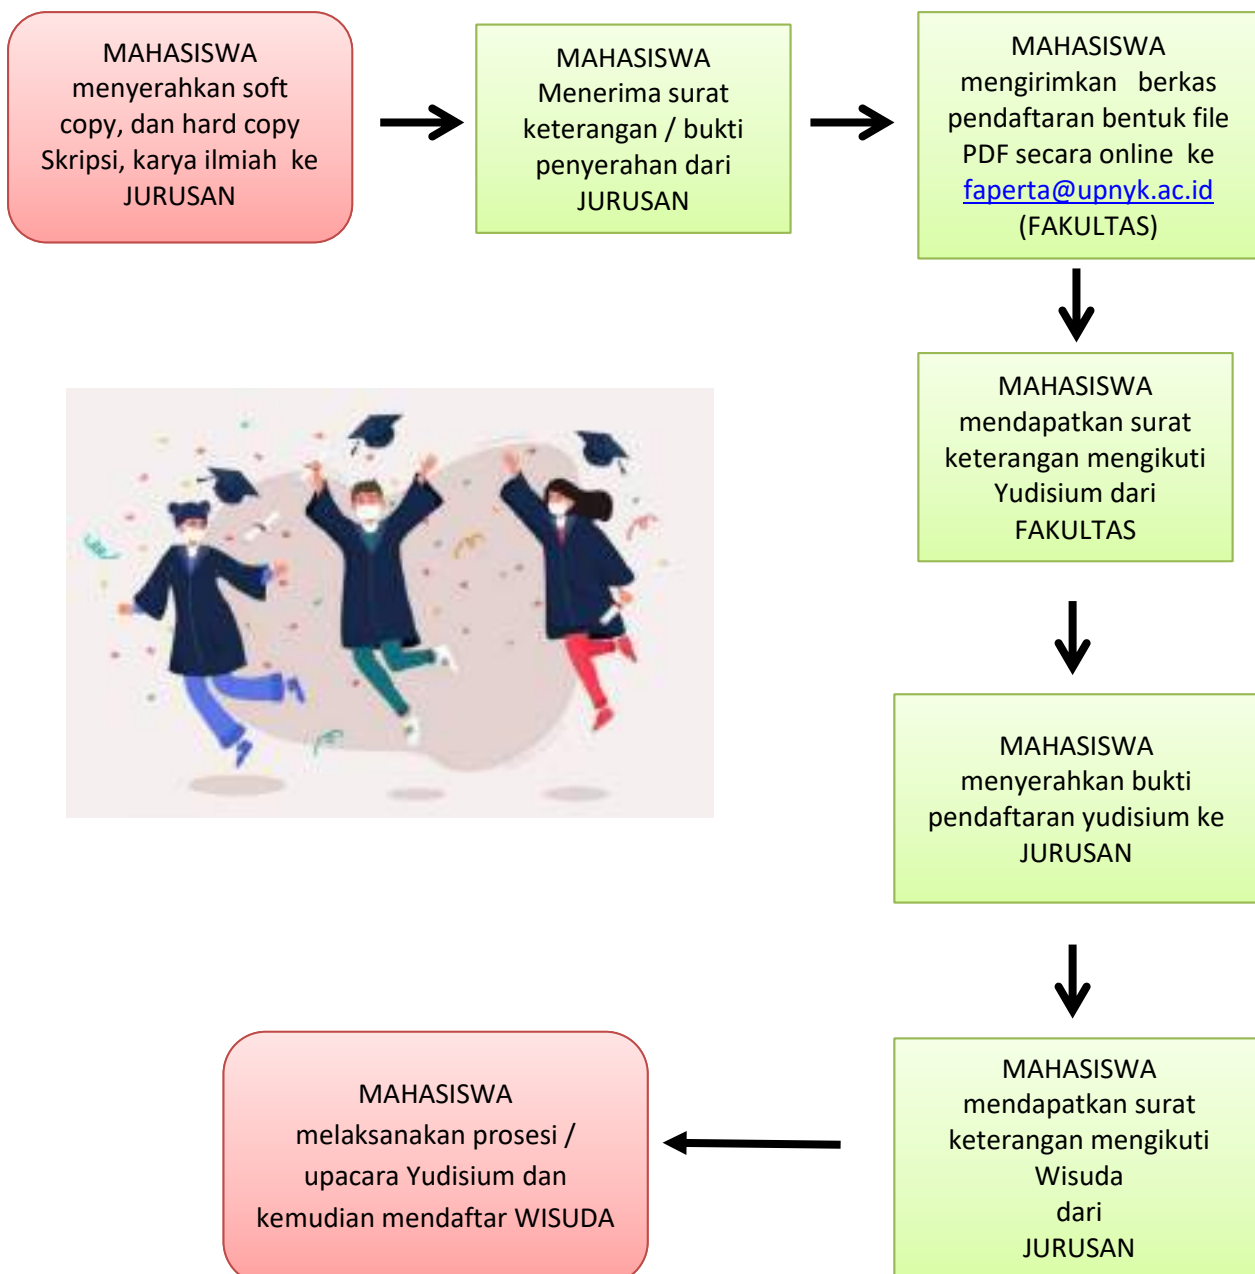 MAHASISWA
menyerahkan soft
copy, dan hard copy
Skripsi, karya ilmiah ke
JURUSAN
MAHASISWA
Menerima surat
keterangan / bukti
penyerahan dari
JURUSAN
MAHASISWA
mengirimkan berkas
pendaftaran bentuk file
PDF secara online ke
faperta@upnyk.ac.id
(FAKULTAS)
MAHASISWA
mendapatkan surat
keterangan mengikuti
Yudisium dari
FAKULTAS
MAHASISWA
menyerahkan bukti
pendaftaran yudisium ke
JURUSAN
MAHASISWA
mendapatkan surat
keterangan mengikuti
Wisuda
dari
JURUSAN
MAHASISWA
melaksanakan prosesi /
upacara Yudisium dan
kemudian mendaftar WISUDA